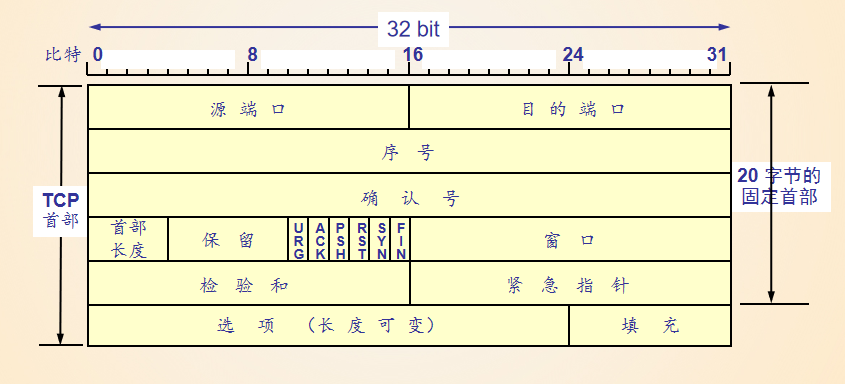 32 bit
比特 0 8 16 24 31
源端口 目的端口
序号
TCP
首部
确认号
20 字节的
固定首部
首部
长度
保留
URG
ACK
PSH
RST
SYN
FIN
窗口
检验和 紧急指针
选项 (长度可变) 填充